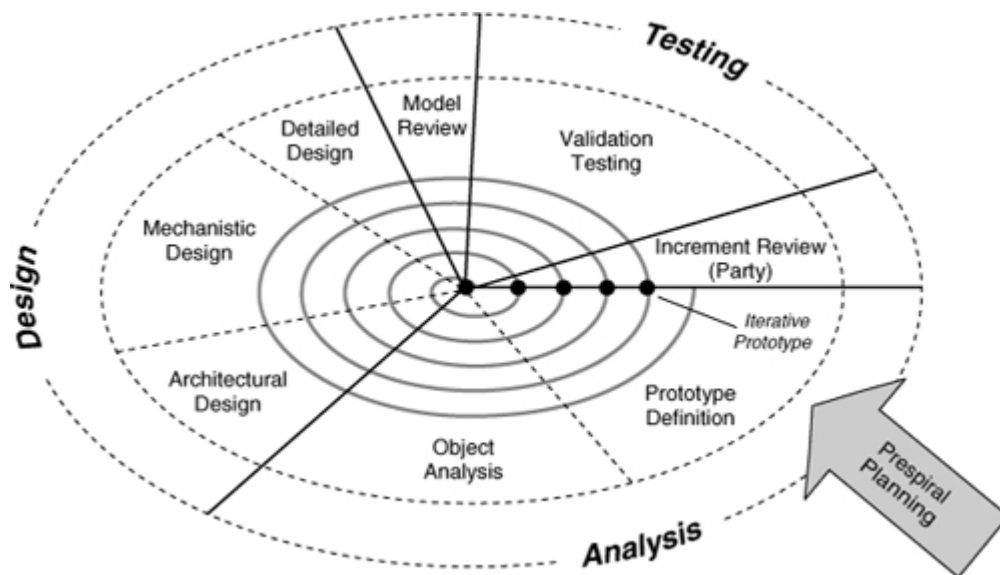 Testing
Model
Review
Detailed
Design
Validation
Testing
Mechanistic
Design
Increment Review
(Party)
Design
Iterative
Prototype
Architectural
Design
Prototype
Definition
Object
Analysis
Prespiral
Planning
Analysis